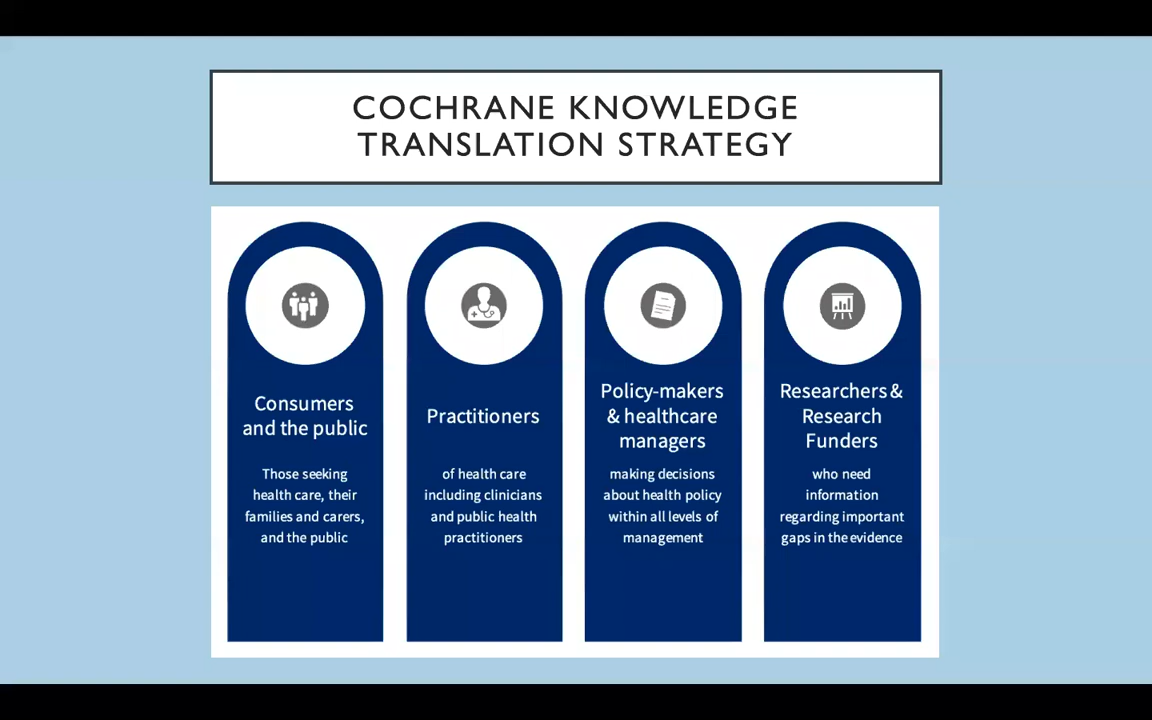 COCHRANE KNOWLEDGE
TRANSLATION STRATEGY
Consumers
and the public
Those seeking
health care, their
families and carers,
and the public
Practitioners
of health care
including clinicians
and public health
practitioners
Policy-makers
& healthcare
managers
making decisions
about health policy
within all levels of
management
Researchers &
Research
Funders
who need
information
regarding important
gaps in the evidence